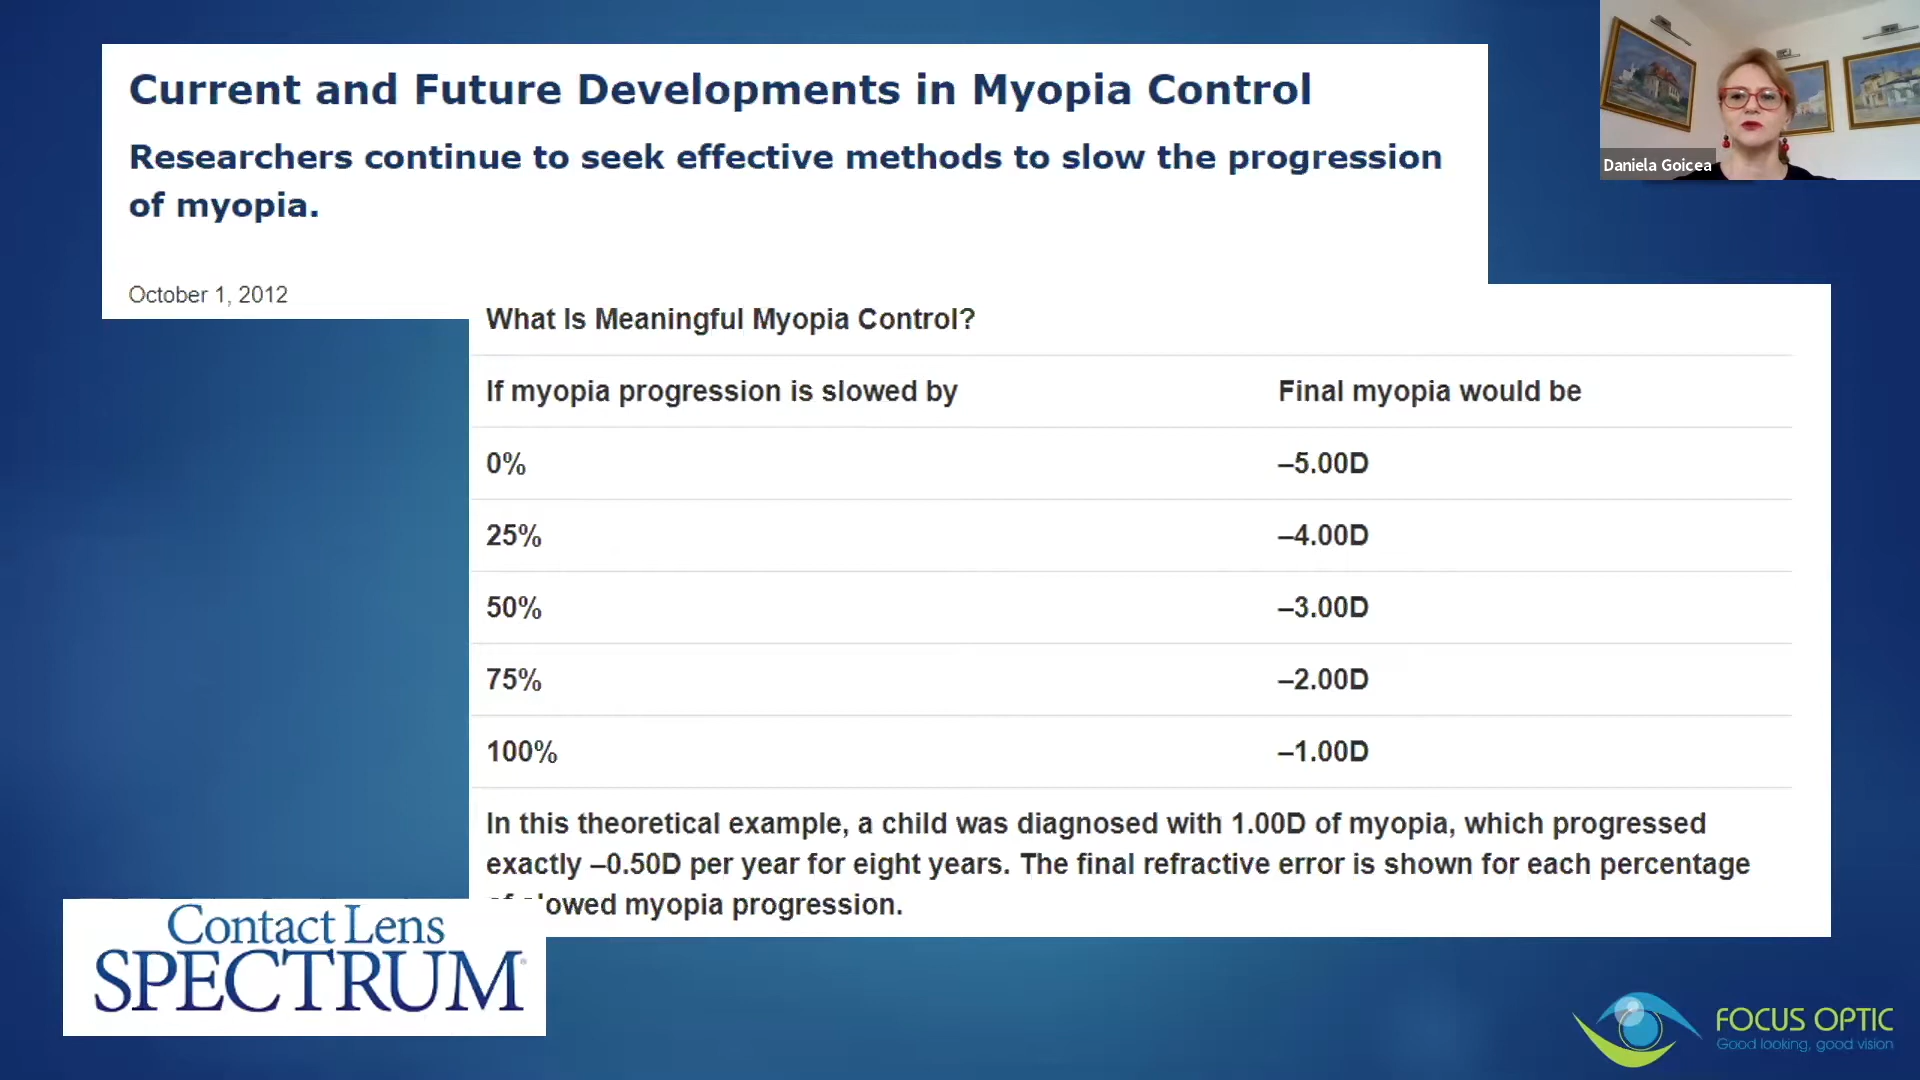 Current and Future Developments in Myopia Control
Researchers continue to seek effective methods to slow the progression
of myopia.
October 1, 2012
Daniela Goicea
What Is Meaningful Myopia Control?
If myopia progression is slowed by Final myopia would be
0% –5.00D
25% –4.00D
50% –3.00D
75% –2.00D
100% –1.00D
In this theoretical example, a child was diagnosed with 1.00D of myopia, which progressed
exactly –0.50D per year for eight years. The final refractive error is shown for each percentage
of slowed myopia progression.
Contact Lens
SPECTRUM
FOCUS OPTIC
Good looking, good vision